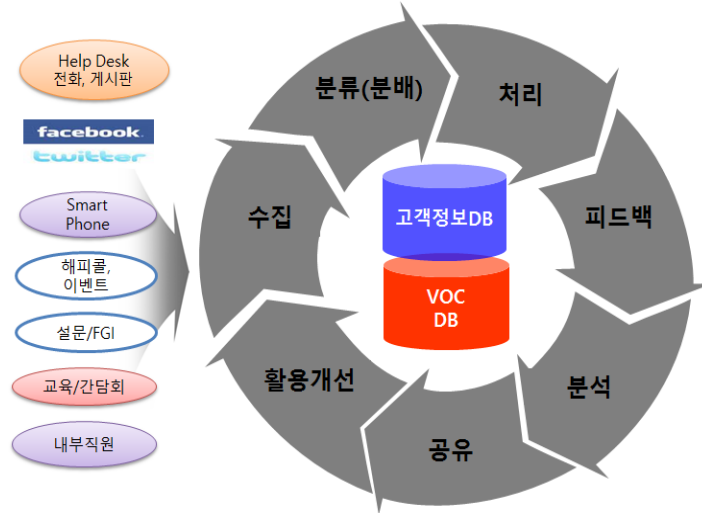 Help Desk
전화, 게시판
facebook.
twitter
Smart
Phone
해피콜,
이벤트
설문/FGI
교육/간담회
내부직원
수집
분류(분배)
처리
피드백
분석
공유
활용개선
고객정보DB
VOC
DB